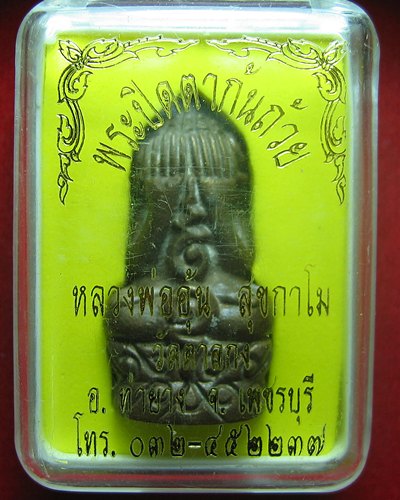 พระปิดตาก้นถ้วย
หลวงพ่ออุ้น สุขกาโม
วัดตาลกง
อ. ท่ายาง จ. เพชรบุรี
โทร. ๐๓๒-๔๕๒๒๓๗